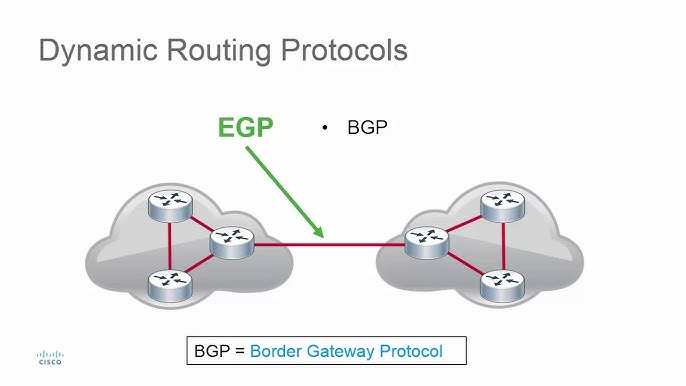 Dynamic Routing Protocols
EGP
• BGP
BGP = Border Gateway Protocol
CISCO